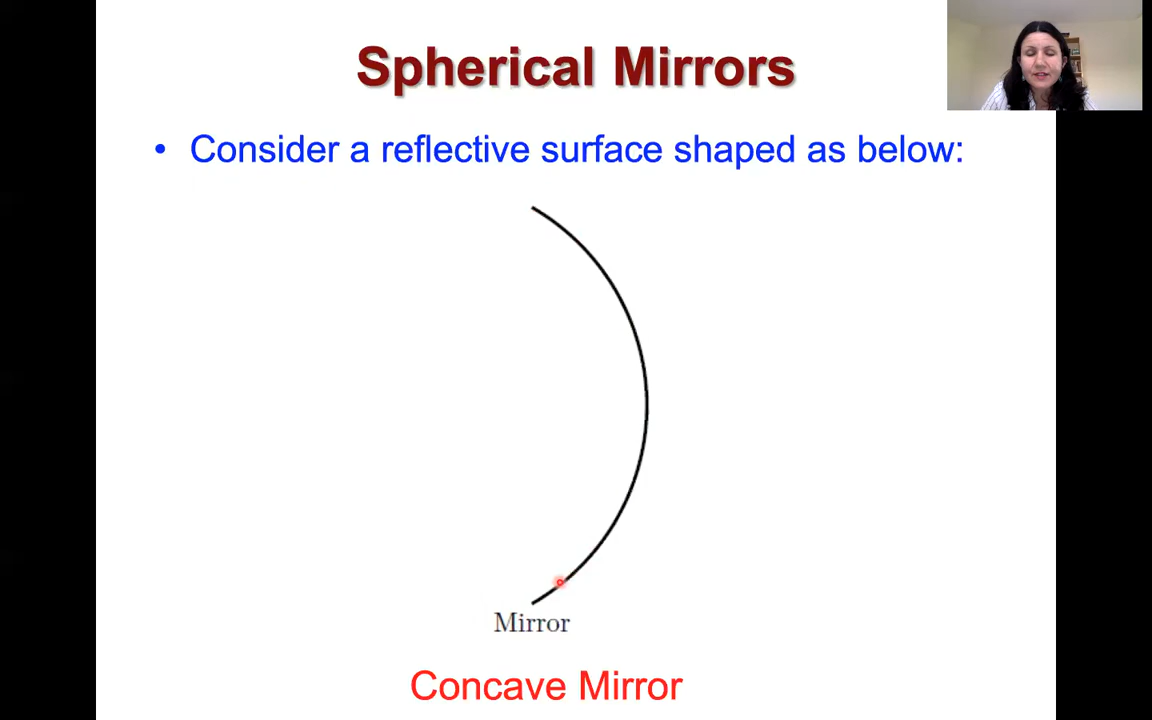 Spherical Mirrors
• Consider a reflective surface shaped as below:
Mirror
Concave Mirror